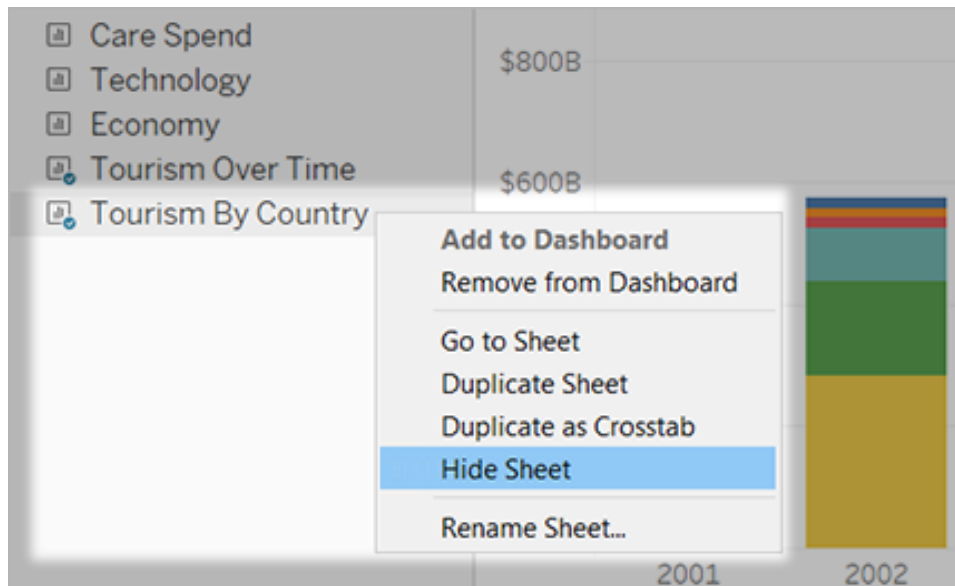 Care Spend
Technology
Economy
Tourism Over Time
Tourism By Country
Add to Dashboard
Remove from Dashboard
Go to Sheet
Duplicate Sheet
Duplicate as Crosstab
Hide Sheet
Rename Sheet...
$800B
$600B
2001
2002